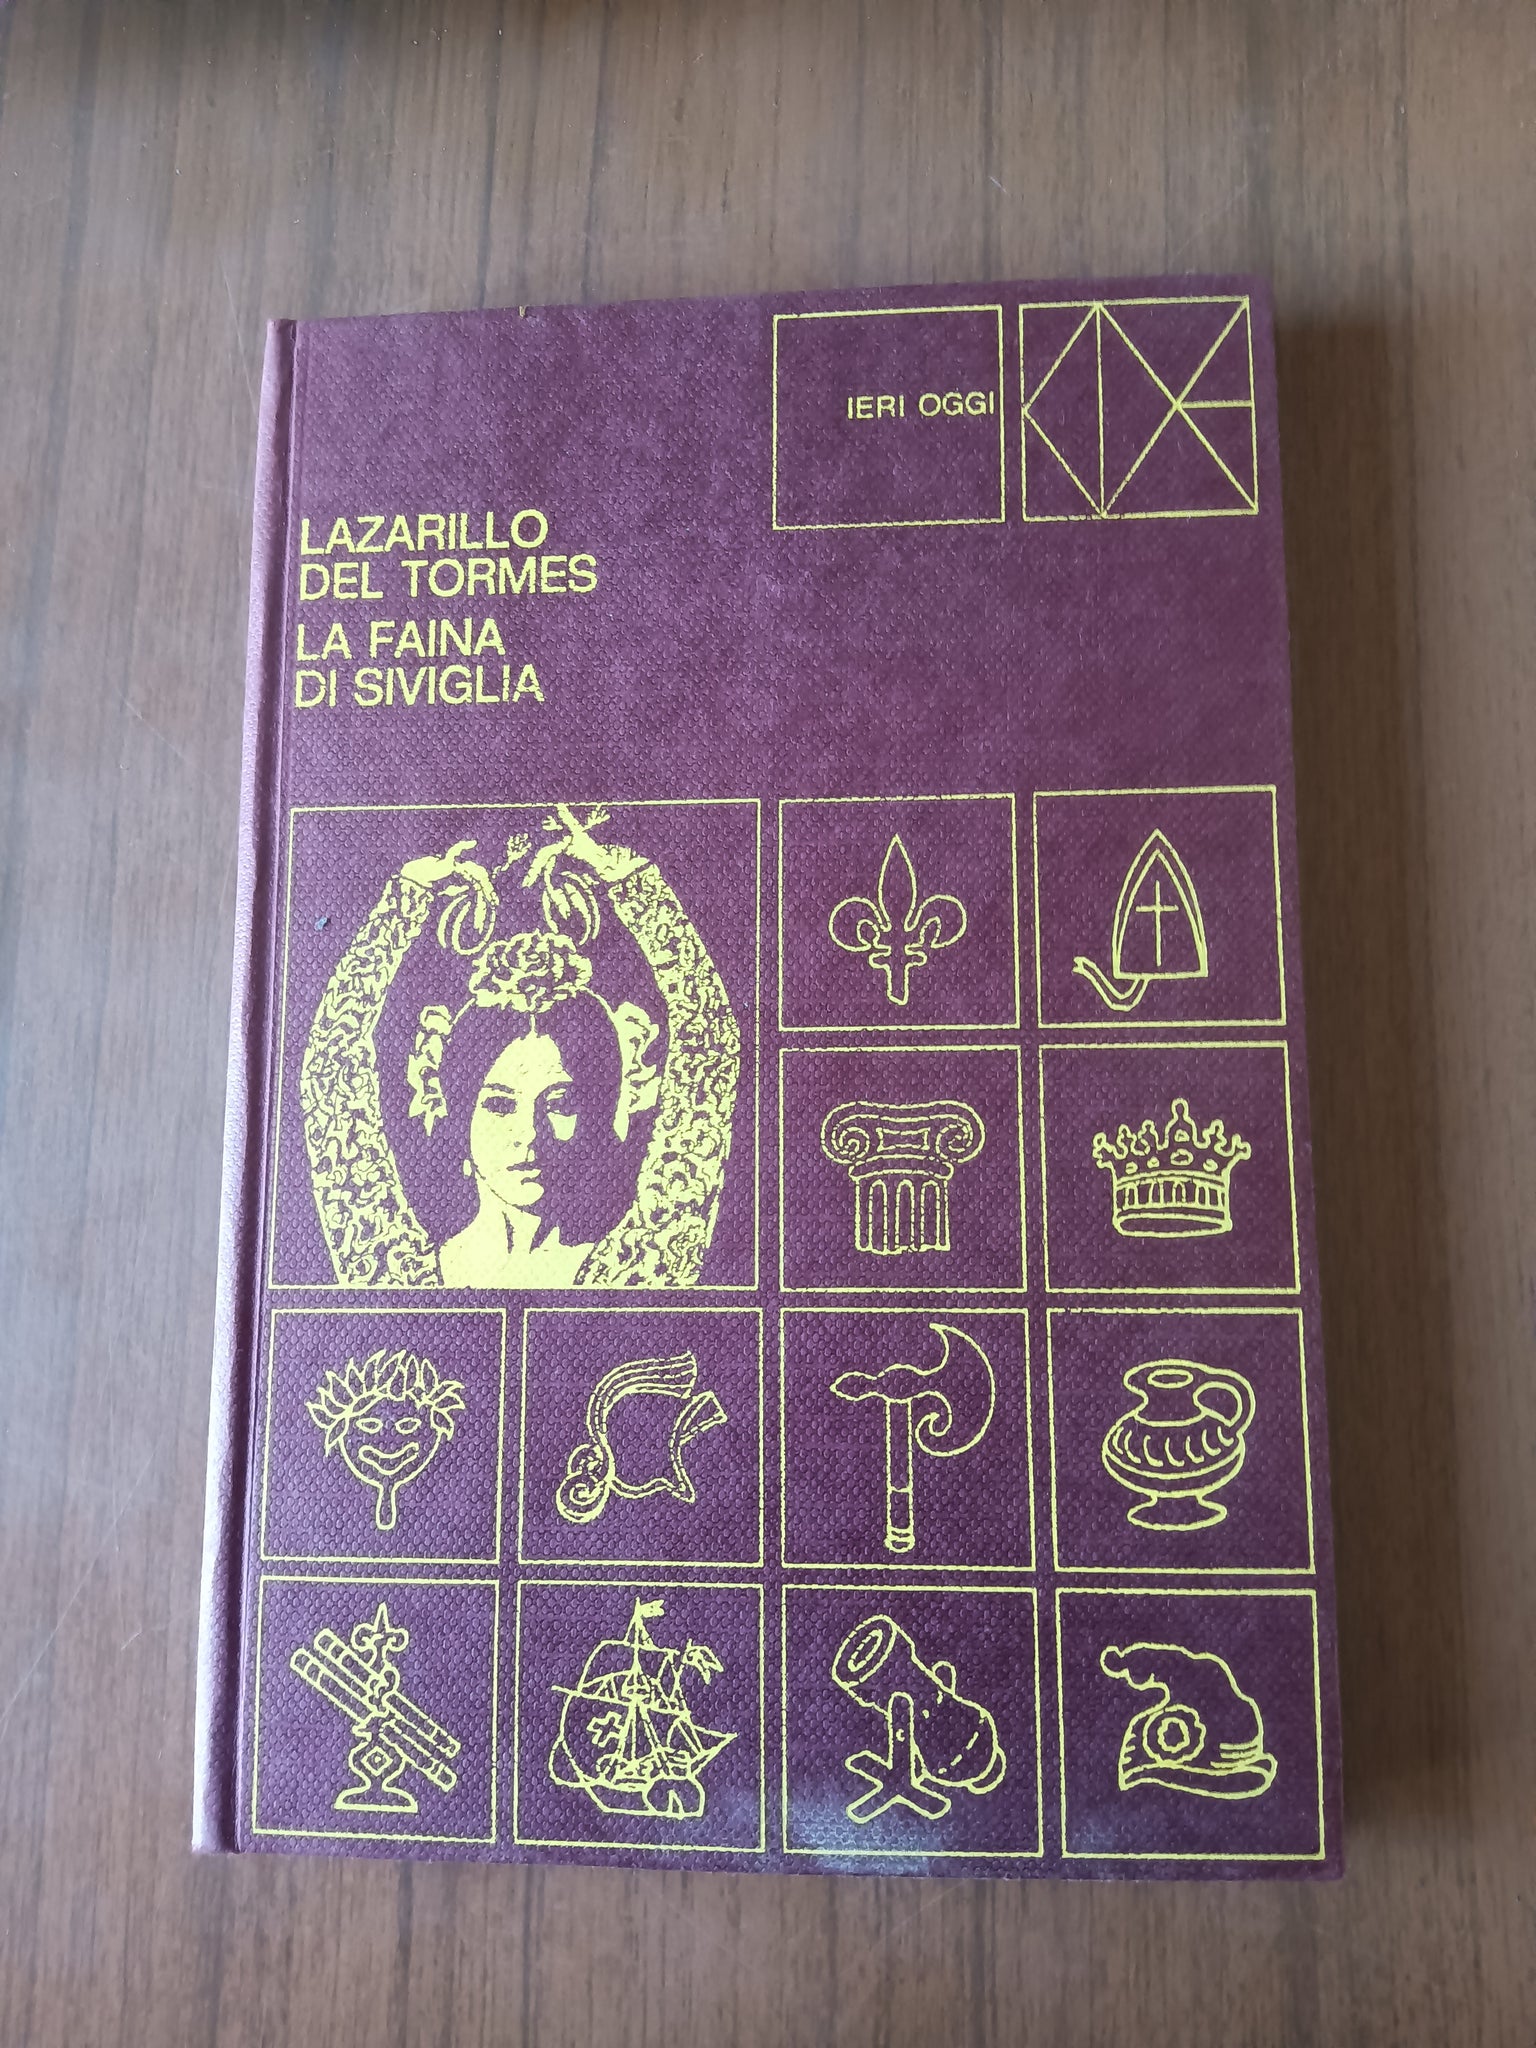 IERI OGGI
LAZARILLO
DEL TORMES
LA FAINA
DI SIVIGLIA